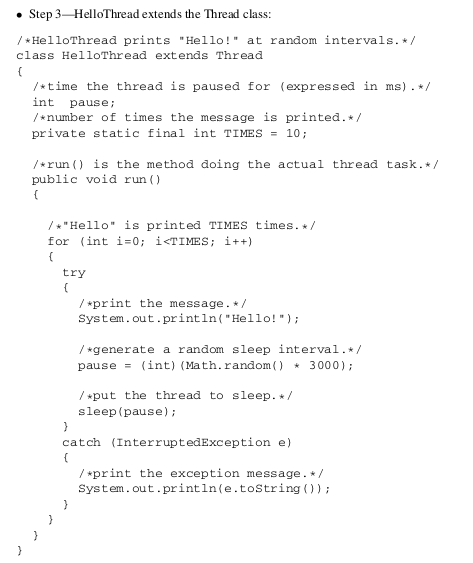 • Step 3—HelloThread extends the Thread class:
/*HelloThread prints "Hello!" at random intervals.*/
class HelloThread extends Thread
{
  /*time the thread is paused for (expressed in ms).*/
  int  pause;
  /*number of times the message is printed.*/
  private static final int TIMES = 10;

  /*run() is the method doing the actual thread task.*/
  public void run()
  {

    /*"Hello" is printed TIMES times.*/
    for (int i=0; i<TIMES; i++)
    {
      try
      {
        /*print the message.*/
        System.out.println("Hello!");

        /*generate a random sleep interval.*/
        pause = (int)(Math.random() * 3000);

        /*put the thread to sleep.*/
        sleep(pause);
      }
      catch (InterruptedException e)
      {
        /*print the exception message.*/
        System.out.println(e.toString());
      }
    }
  }
}